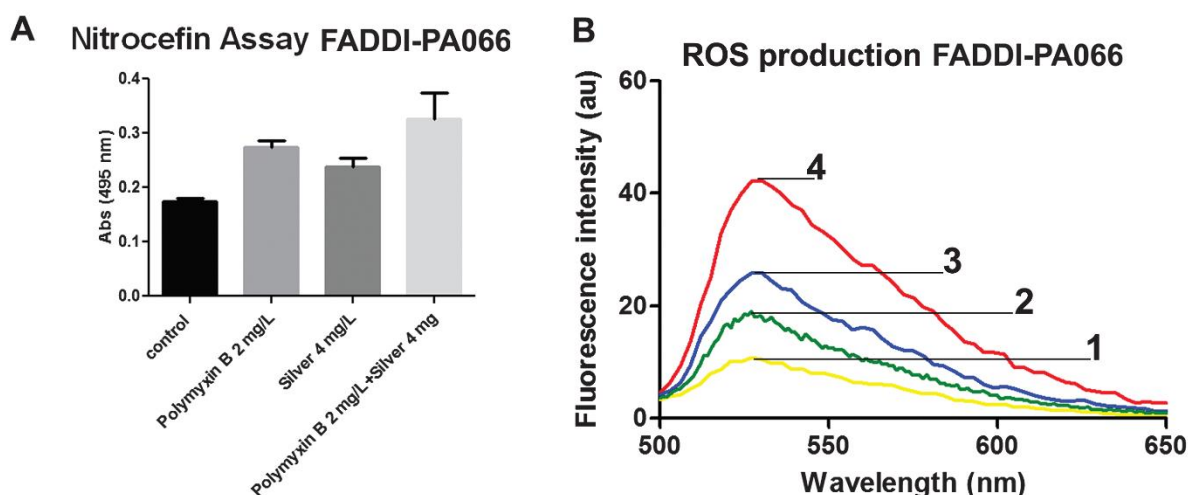 A
Nitrocefin Assay FADDI-PA066
Abs (495 nm)
0.4
0.3
0.2
0.1
0.0
control
Polymyxin B 2 mg/L
Silver 4 mg/L
Polymyxin B 2 mg/L+Silver 4 mg
B
ROS production FADDI-PA066
Fluorescence intensity (au)
60
40
20
0
4
3
2
1
500
550
600
650
Wavelength (nm)